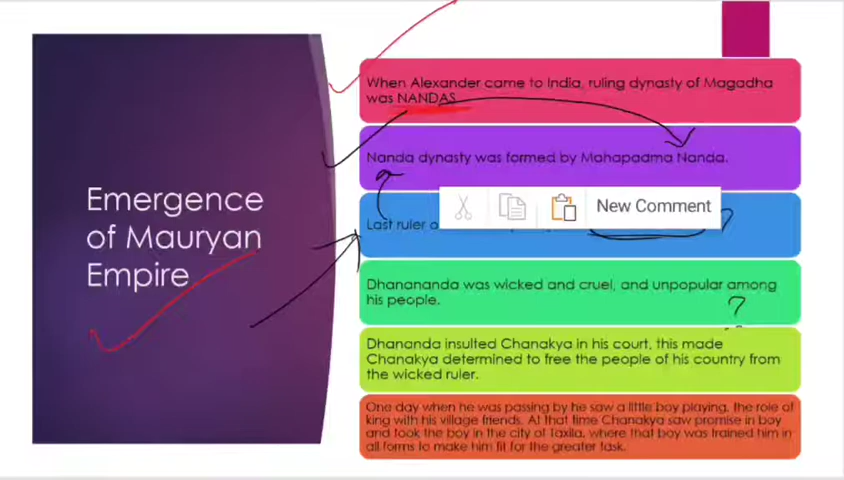 Emergence
of Mauryan
Empire
When Alexander came to India, ruling dynasty of Magadha
was NANDAS
Nanda dynasty was formed by Mahapadma Nanda.
New Comment
Last ruler
Dhanananda was wicked and cruel, and unpopular among
his people.
?
Dhananda insulted Chanakya in his court, this made
Chanakya determined to free the people of his country from
the wicked ruler.
One day when he was passing by he saw a little boy playing, the role of
king with his village friends. At that time Chanakya saw promise in boy
and took the boy in the city of Taxila, where that boy was trained him in
all forms to make him fit for the greater task.